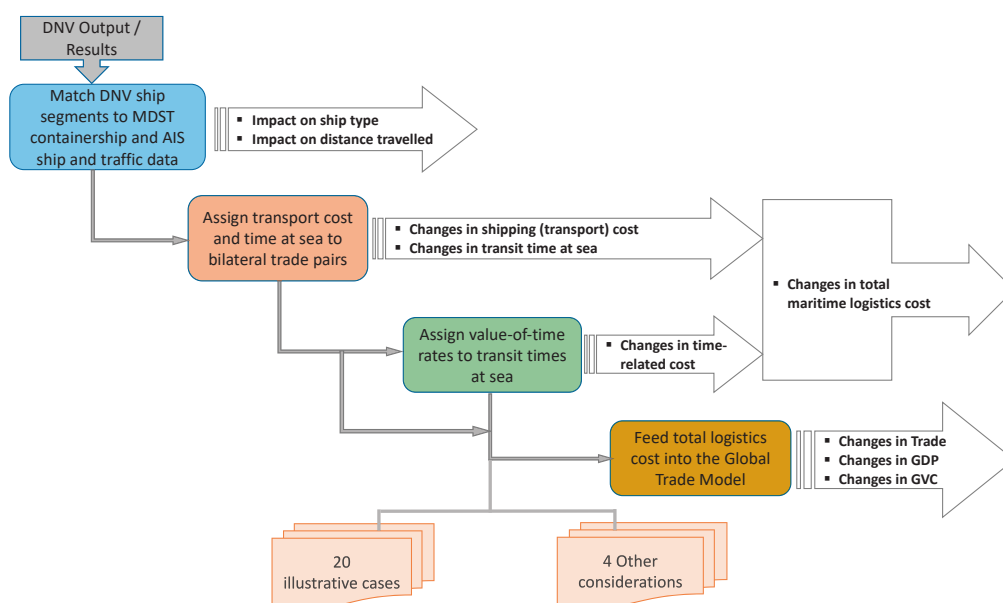 DNV Output /
Results
Match DNV ship
segments to MDST
containership and AIS
ship and traffic data
▪ Impact on ship type
▪ Impact on distance travelled
Assign transport cost
and time at sea to
bilateral trade pairs
▪ Changes in shipping (transport) cost
▪ Changes in transit time at sea
▪ Changes in total
maritime logistics cost
Assign value-of-time
rates to transit times
at sea
▪ Changes in time-
related cost
Feed total logistics
cost into the Global
Trade Model
▪ Changes in Trade
▪ Changes in GDP
▪ Changes in GVC
20
illustrative cases
4 Other
considerations